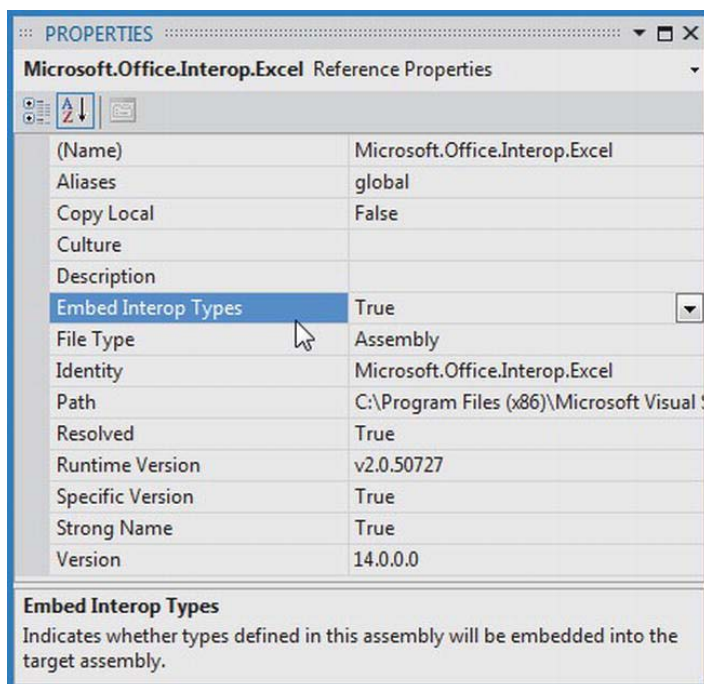 PROPERTIES
Microsoft.Office.Interop.Excel Reference Properties
(Name) Microsoft.Office.Interop.Excel
Aliases global
Copy Local False
Culture
Description
Embed Interop Types True
File Type Assembly
Identity Microsoft.Office.Interop.Excel
Path C:\Program Files (x86)\Microsoft Visual
Resolved True
Runtime Version v2.0.50727
Specific Version True
Strong Name True
Version 14.0.0.0
Embed Interop Types
Indicates whether types defined in this assembly will be embedded into the
target assembly.